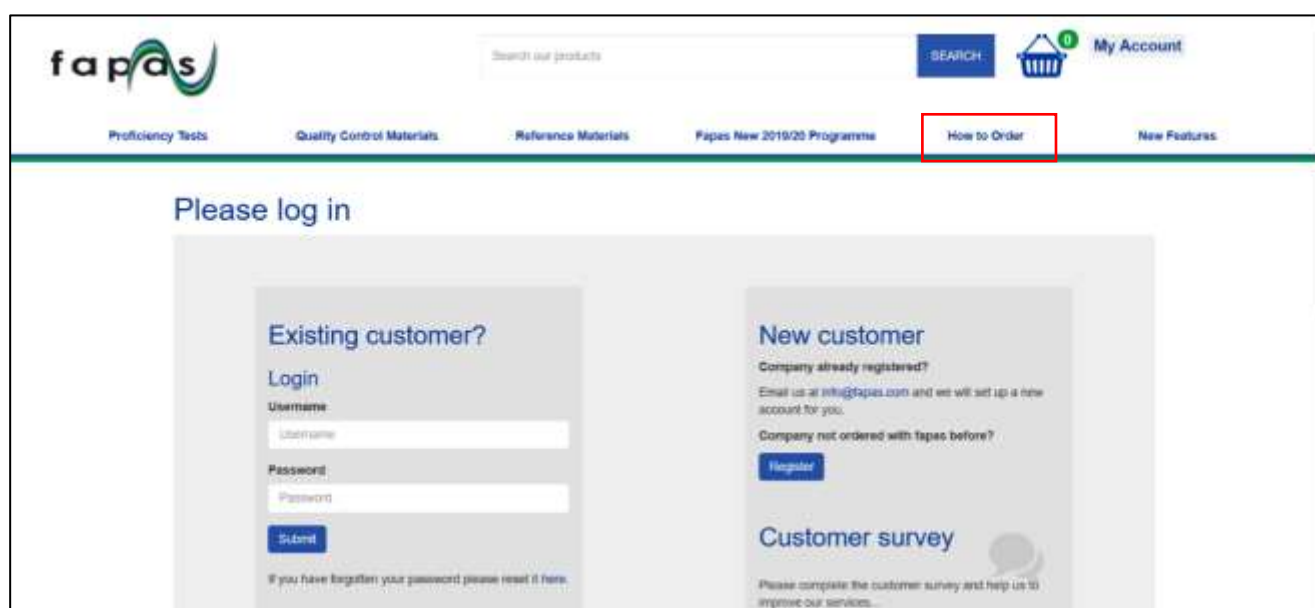 fapas
Search our products
SEARCH
0
My Account
Proficiency Tests
Quality Control Materials
Reference Materials
Fapas New 2019/20 Programme
How to Order
New Features
Please log in
Existing customer?
Login
Username
Username
Password
Password
Submit
If you have forgotten your password please reset it here.
New customer
Company already registered?
Email us at info@fapas.com and we will set up a new
account for you.
Company not ordered with fapas before?
Register
Customer survey
Please complete the customer survey and help us to
improve our services...